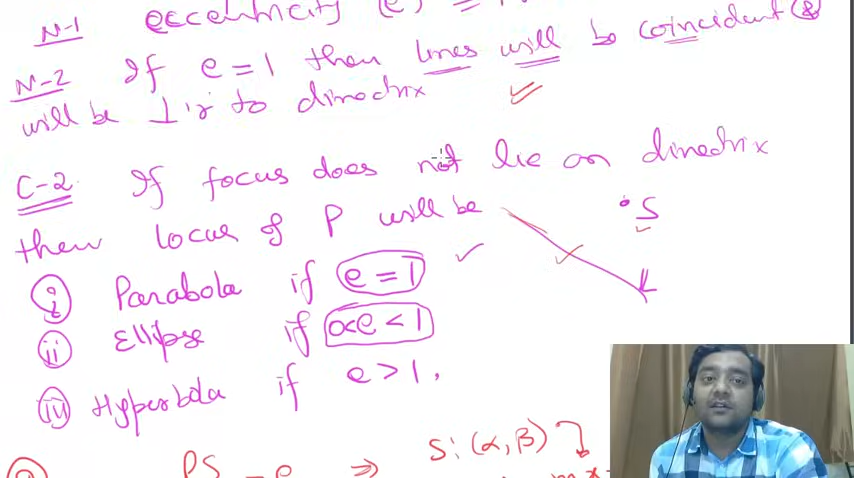 N-1 eccentricity (e) =
N-2 If e = 1 then lines will be coincident &
will be ⊥'r to directrix
C-2 If focus does not lie on directrix
then locus of P will be
S
i Parabola if e = 1
ii Ellipse if 0<e<1
iii Hyperbola if e > 1,
PS = e ⇒ S: (α, β)